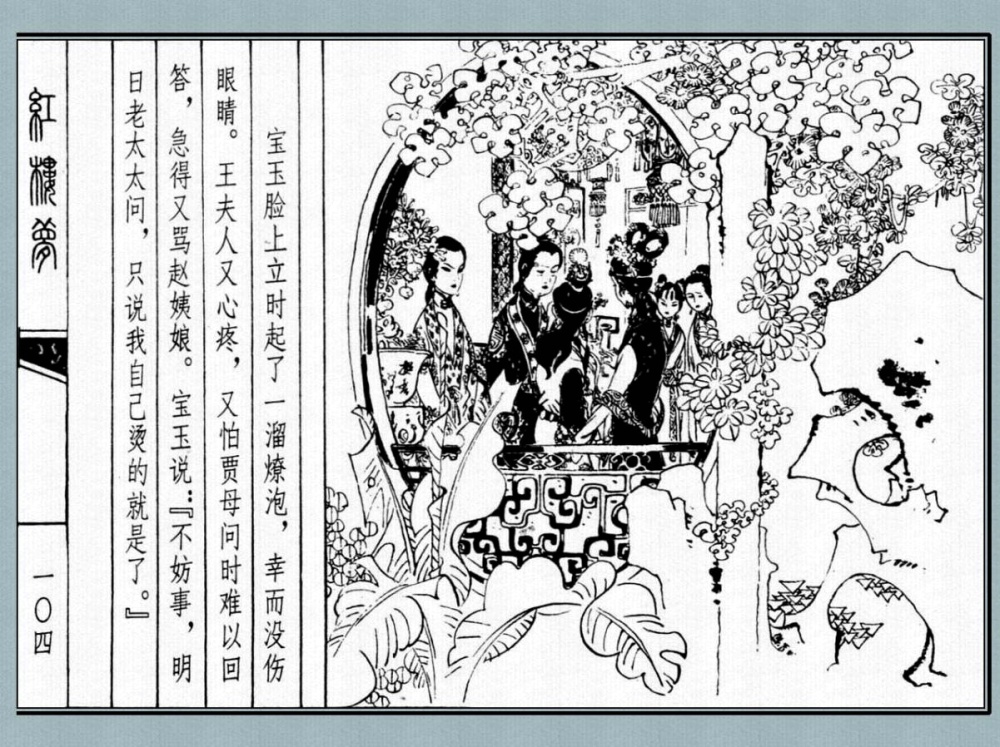 宝玉脸上立时起了一溜燎泡，幸而没伤
眼睛。王夫人又心疼，又怕贾母问时难以回
答，急得又骂赵姨娘。宝玉说：『不妨事，明
日老太太问，只说我自己烫的就是了。』
紅樓夢
一〇四